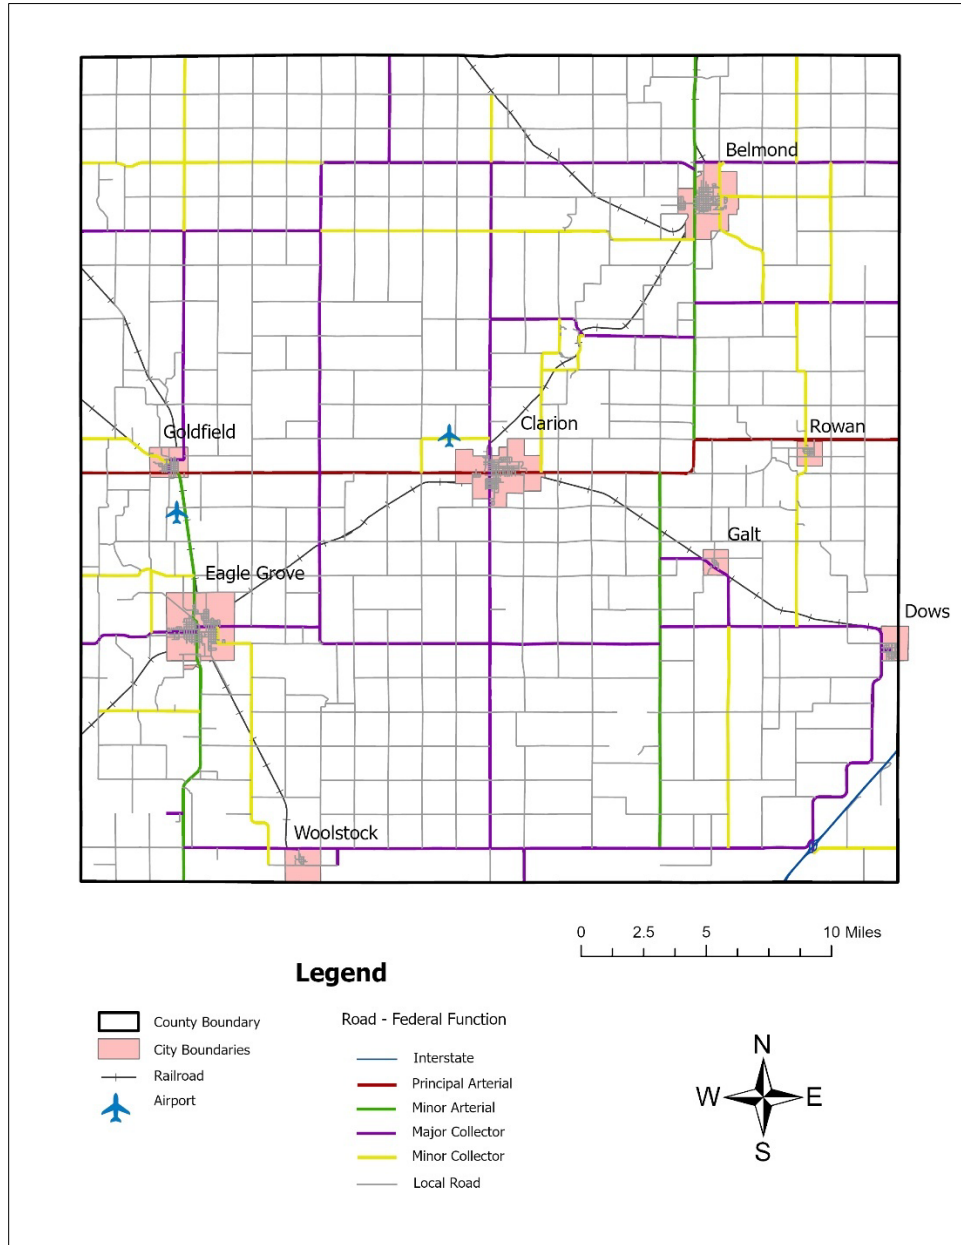 Belmond
Goldfield
Clarion
Rowan
Galt
Eagle Grove
Dows
Woolstock
0 2.5 5 10 Miles
Legend
County Boundary
City Boundaries
Railroad
Airport
Road - Federal Function
Interstate
Principal Arterial
Minor Arterial
Major Collector
Minor Collector
Local Road
N
W E
S